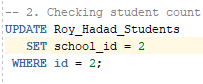 -- 2. Checking student count
UPDATE Roy_Hadad_Students
SET school_id = 2
WHERE id = 2;